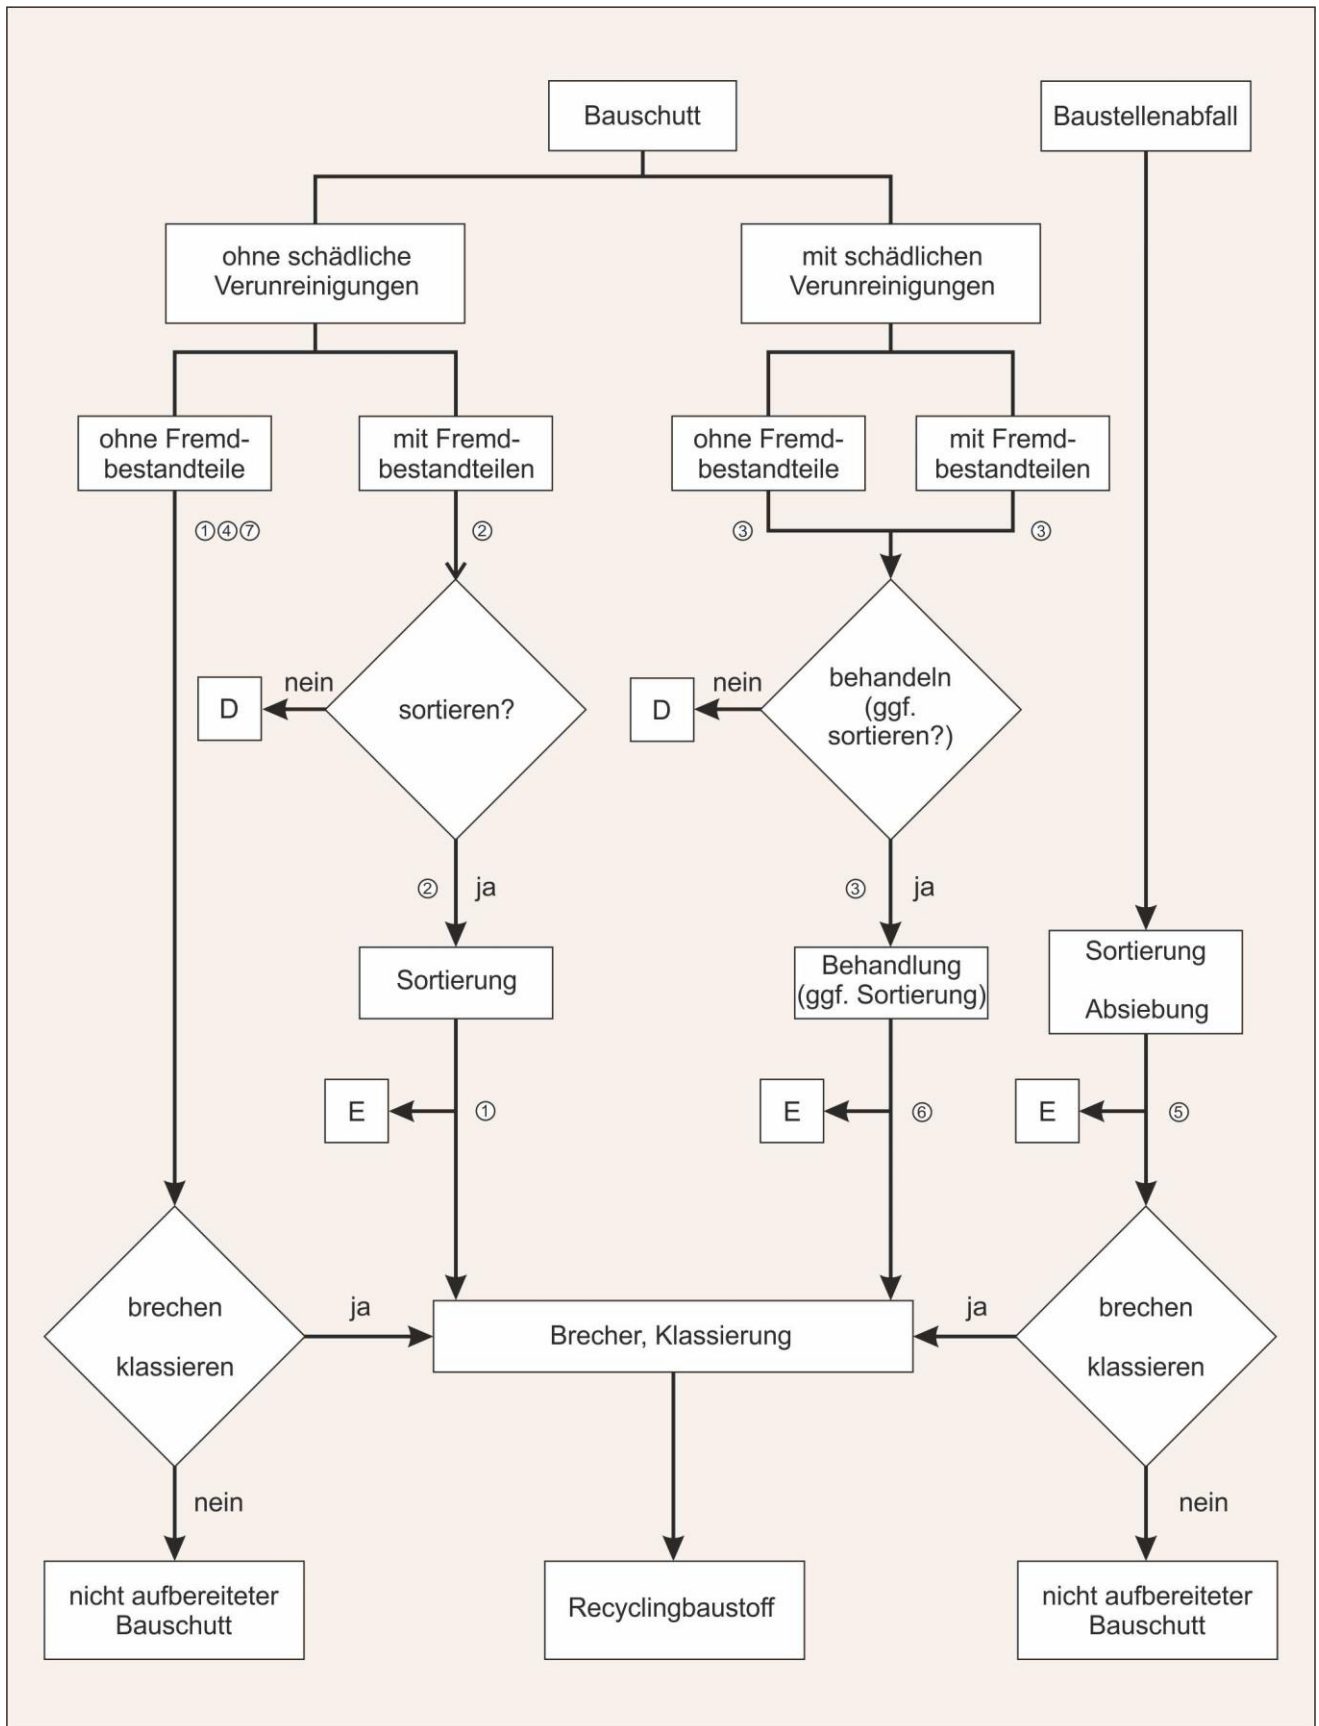 Bauschutt
Baustellenabfall
ohne schädliche
Verunreinigungen
mit schädlichen
Verunreinigungen
ohne Fremd-
bestandteile
mit Fremd-
bestandteilen
ohne Fremd-
bestandteile
mit Fremd-
bestandteilen
①④⑦
②
③
③
nein
D
sortieren?
nein
D
behandeln
(ggf.
sortieren?)
②
ja
③
ja
Sortierung
Behandlung
(ggf. Sortierung)
Sortierung
Absiebung
E
①
E
⑥
E
⑤
brechen
klassieren
ja
Brecher, Klassierung
ja
brechen
klassieren
nein
nein
nicht aufbereiteter
Bauschutt
Recyclingbaustoff
nicht aufbereiteter
Bauschutt